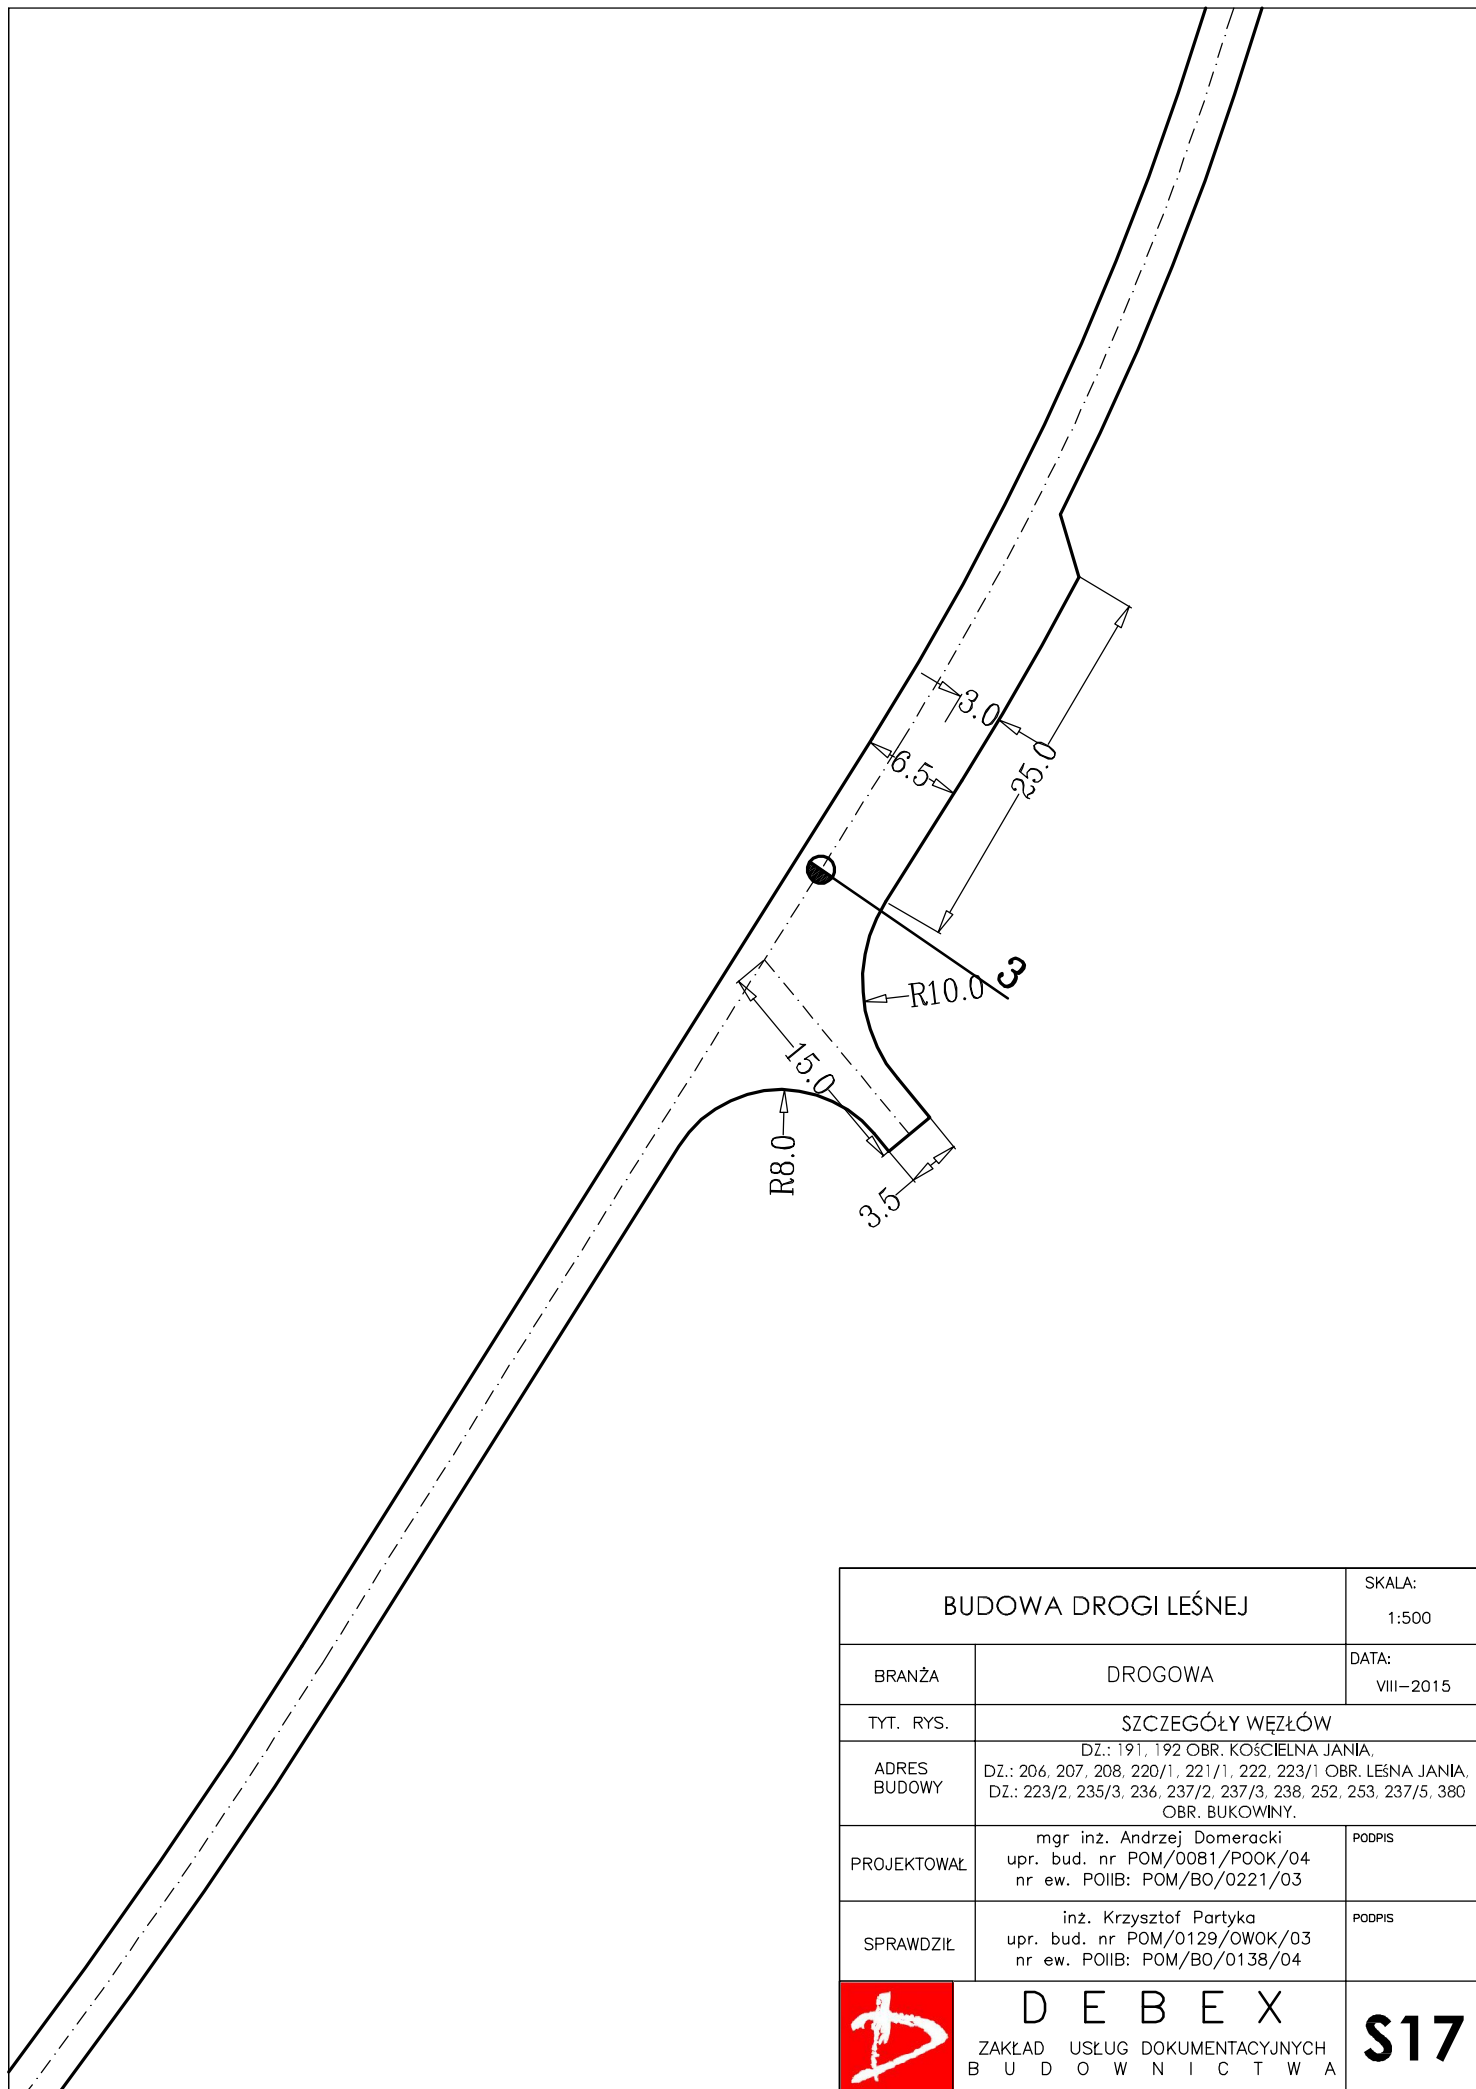 3.0
6.5
25.0
3
R10.0
15.0
R8.0
3.5
BUDOWA DROGI LEŚNEJ
SKALA:
1:500
BRANŻA
DROGOWA
DATA:
VIII-2015
TYT. RYS.
SZCZEGÓŁY WĘZŁÓW
ADRES
BUDOWY
DZ.: 191, 192 OBR. KOŚCIELNA JANIA,
DZ.: 206, 207, 208, 220/1, 221/1, 222, 223/1 OBR. LEŚNA JANIA,
DZ.: 223/2, 235/3, 236, 237/2, 237/3, 238, 252, 253, 237/5, 380
OBR. BUKOWINY.
PROJEKTOWAŁ
mgr inż. Andrzej Domeracki
upr. bud. nr POM/0081/POOK/04
nr ew. POIIB: POM/BO/0221/03
PODPIS
SPRAWDZIŁ
inż. Krzysztof Partyka
upr. bud. nr POM/0129/OWOK/03
nr ew. POIIB: POM/BO/0138/04
PODPIS
D E B E X
ZAKŁAD USŁUG DOKUMENTACYJNYCH
B U D O W N I C T W A
S17